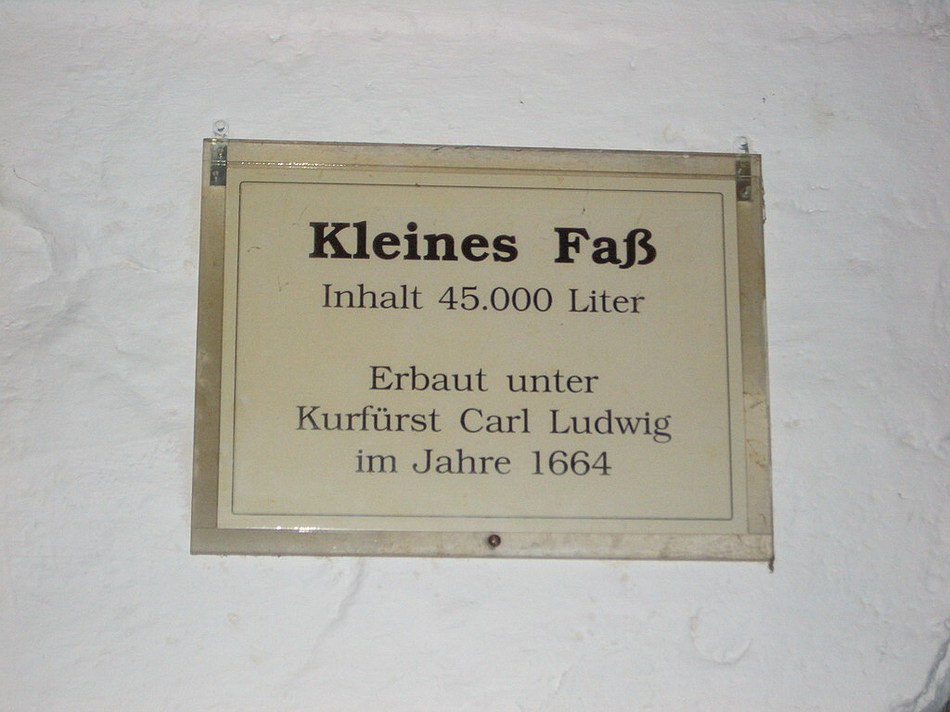 Kleines Faß
Inhalt 45.000 Liter
Erbaut unter
Kurfürst Carl Ludwig
im Jahre 1664